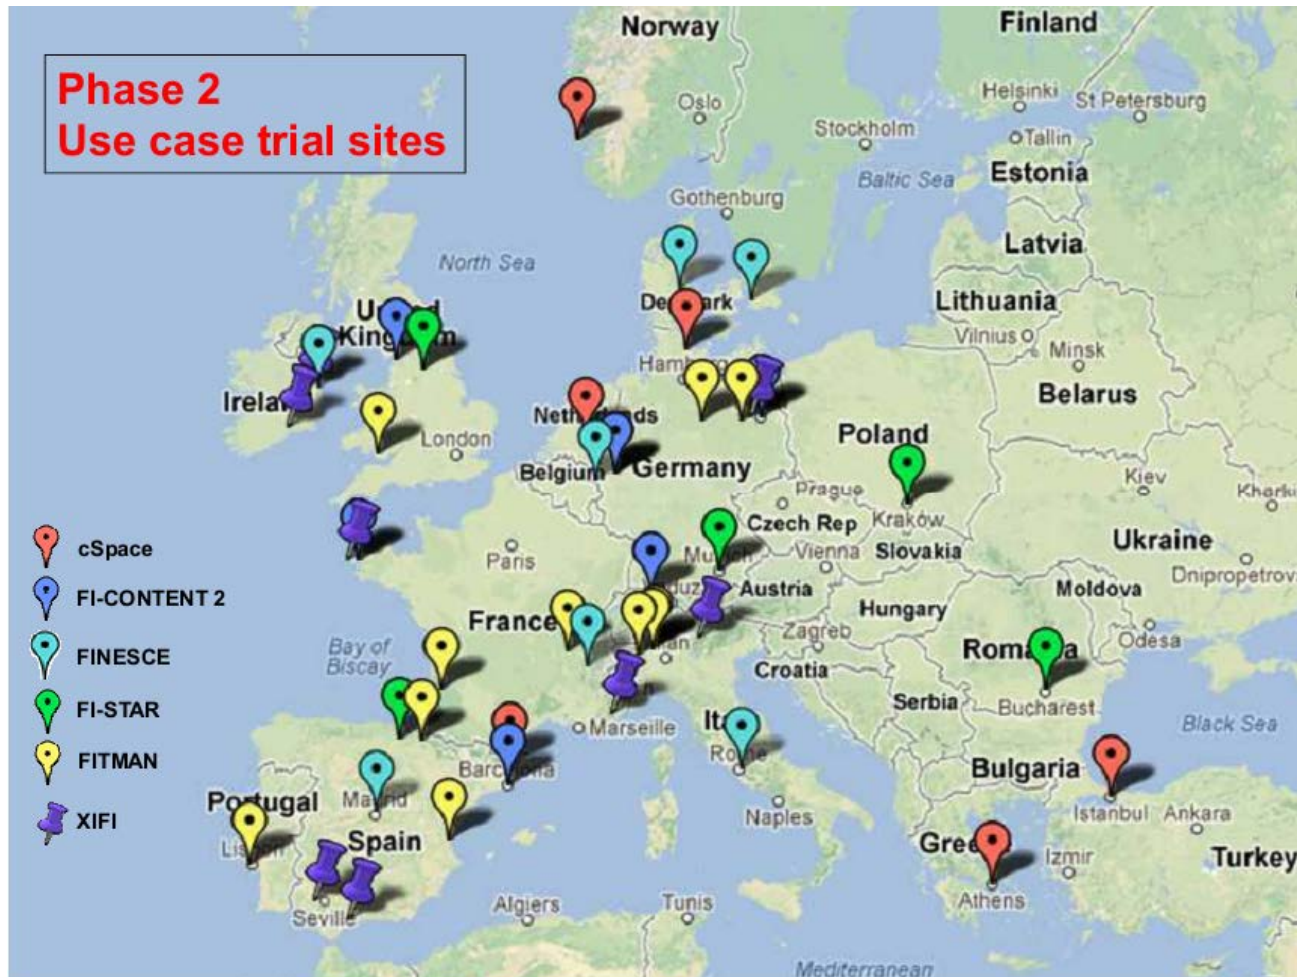 Phase 2
Use case trial sites
Norway
Finland
Oslo
Helsinki
St Petersburg
Stockholm
Tallin
Baltic Sea
Estonia
Gothenburg
Latvia
North Sea
Lithuania
Vilnius
Minsk
Belarus
London
Belgium
Germany
Poland
Prague
Kiev
Kraków
Czech Rep
Paris
Vienna
Slovakia
Ukraine
Austria
Moldova
Hungary
France
Zagreb
Odesa
Bay of
Biscay
Croatia
Serbia
Marseille
Bucharest
Black Sea
Bulgaria
Istanbul
Ankara
Naples
Spain
Izmir
Turkey
Athens
Seville
Algiers
Tunis
Mediterranean
cSpace
FI-CONTENT 2
FINESCE
FI-STAR
FITMAN
XIFI